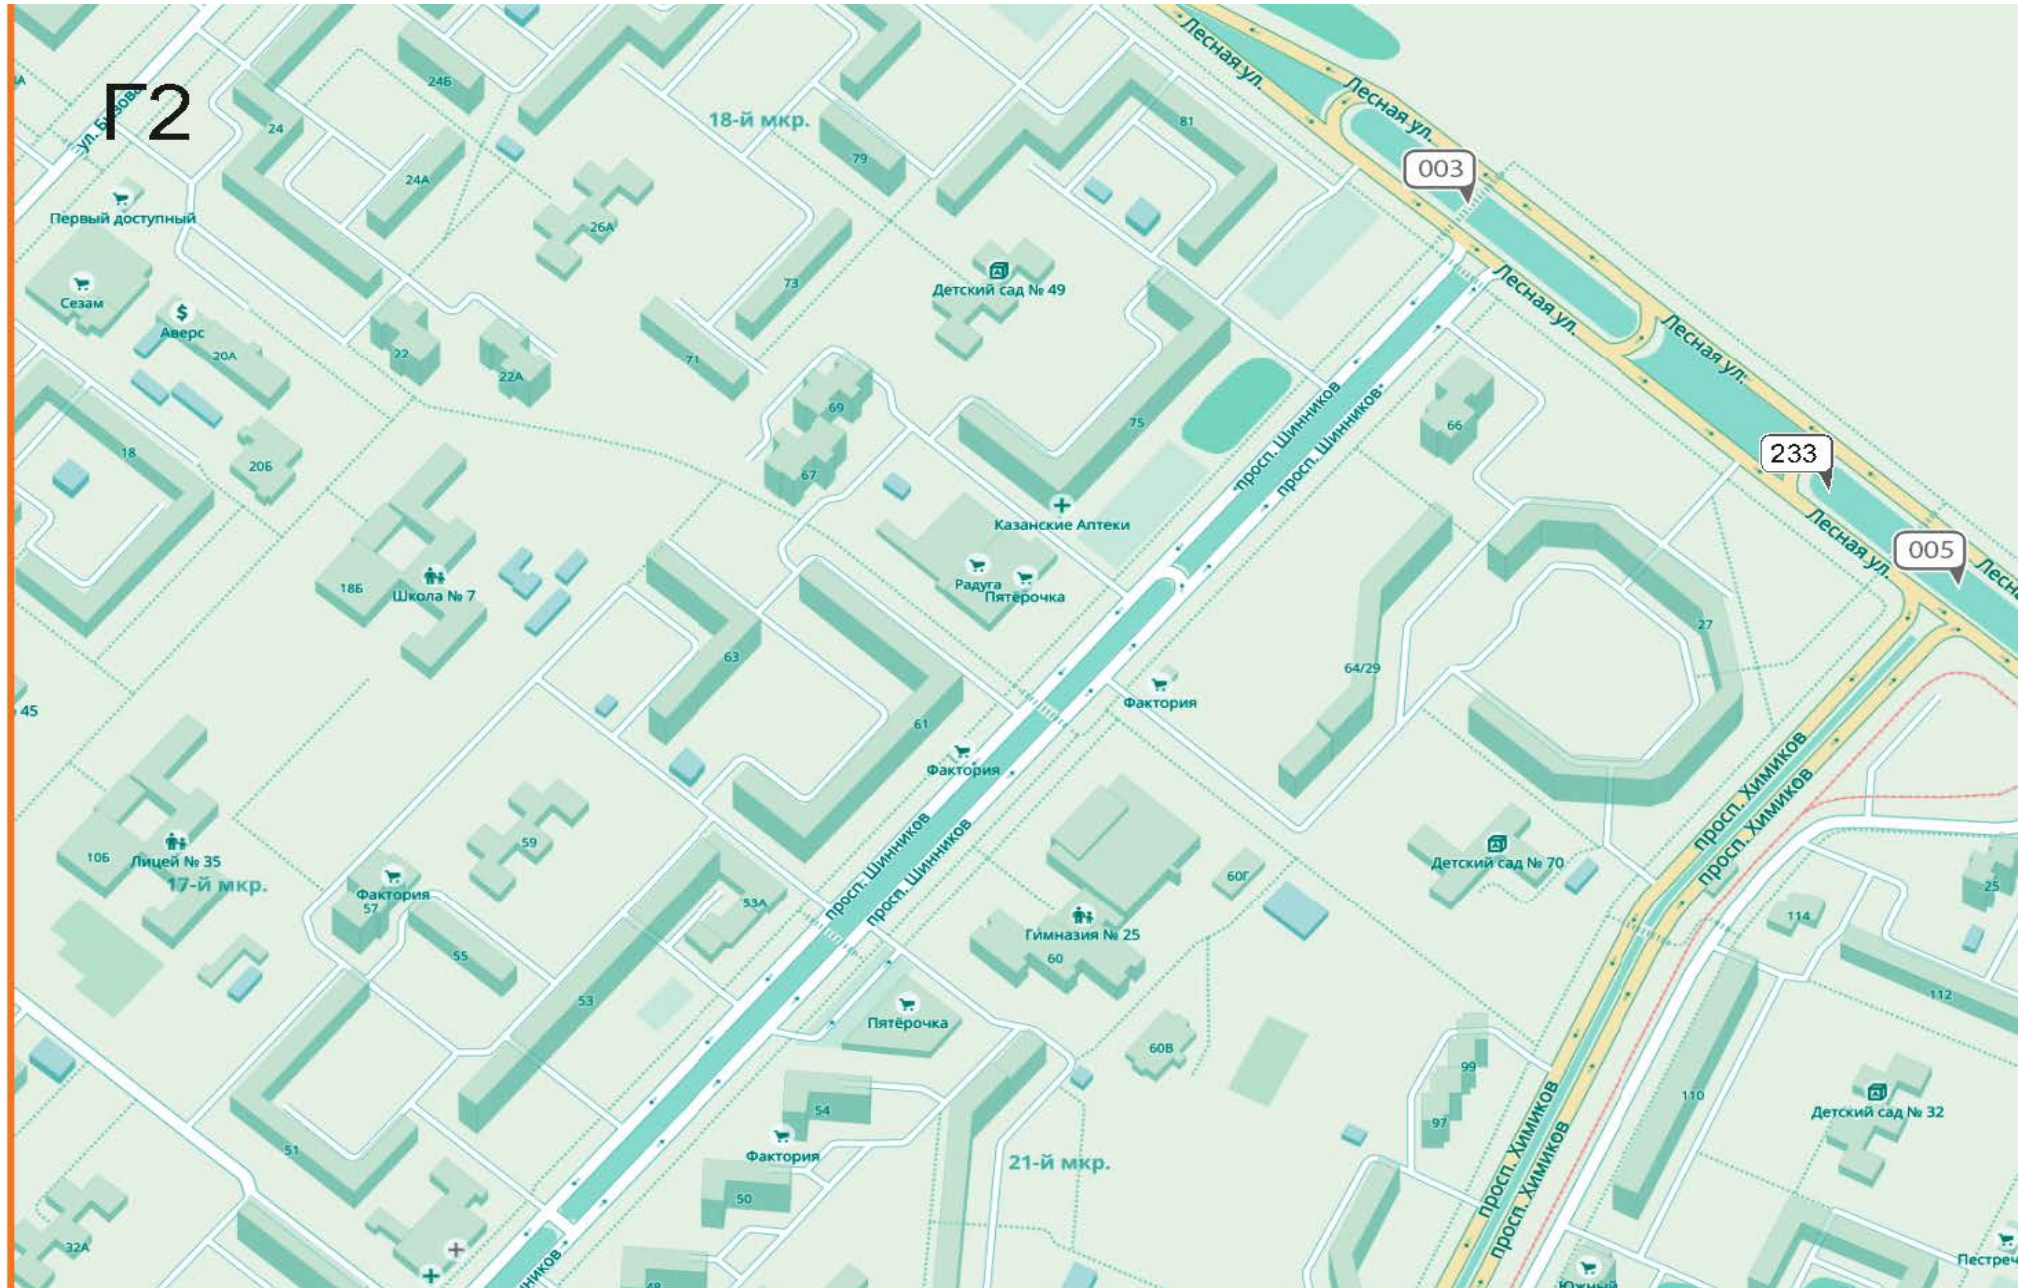 Г2
Лесная ул.
Лесная ул.
24Б
18-й мкр.
81
24
79
003
24А
Первый доступный
26А
Лесная ул.
Сезам
Аверс
73
Детский сад № 49
20А
22
71
22А
Лесная ул.
69
75
просп. Шинников
просп. Шинников
66
18
20Б
67
233
Казанские Аптеки
Лесная ул.
005
Радуга
Пятёрочка
18Б
Школа № 7
27
63
64/29
Фактория
45
61
Фактория
просп. Химиков
просп. Химиков
просп. Шинников
просп. Шинников
59
10Б
Лицей № 35
17-й мкр.
Фактория
57
53А
60Г
Детский сад № 70
25
Гимназия № 25
60
114
55
53
Пятёрочка
112
60В
99
97
110
Детский сад № 32
54
Фактория
просп. Химиков
просп. Химиков
51
21-й мкр.
50
32А
48
Южный